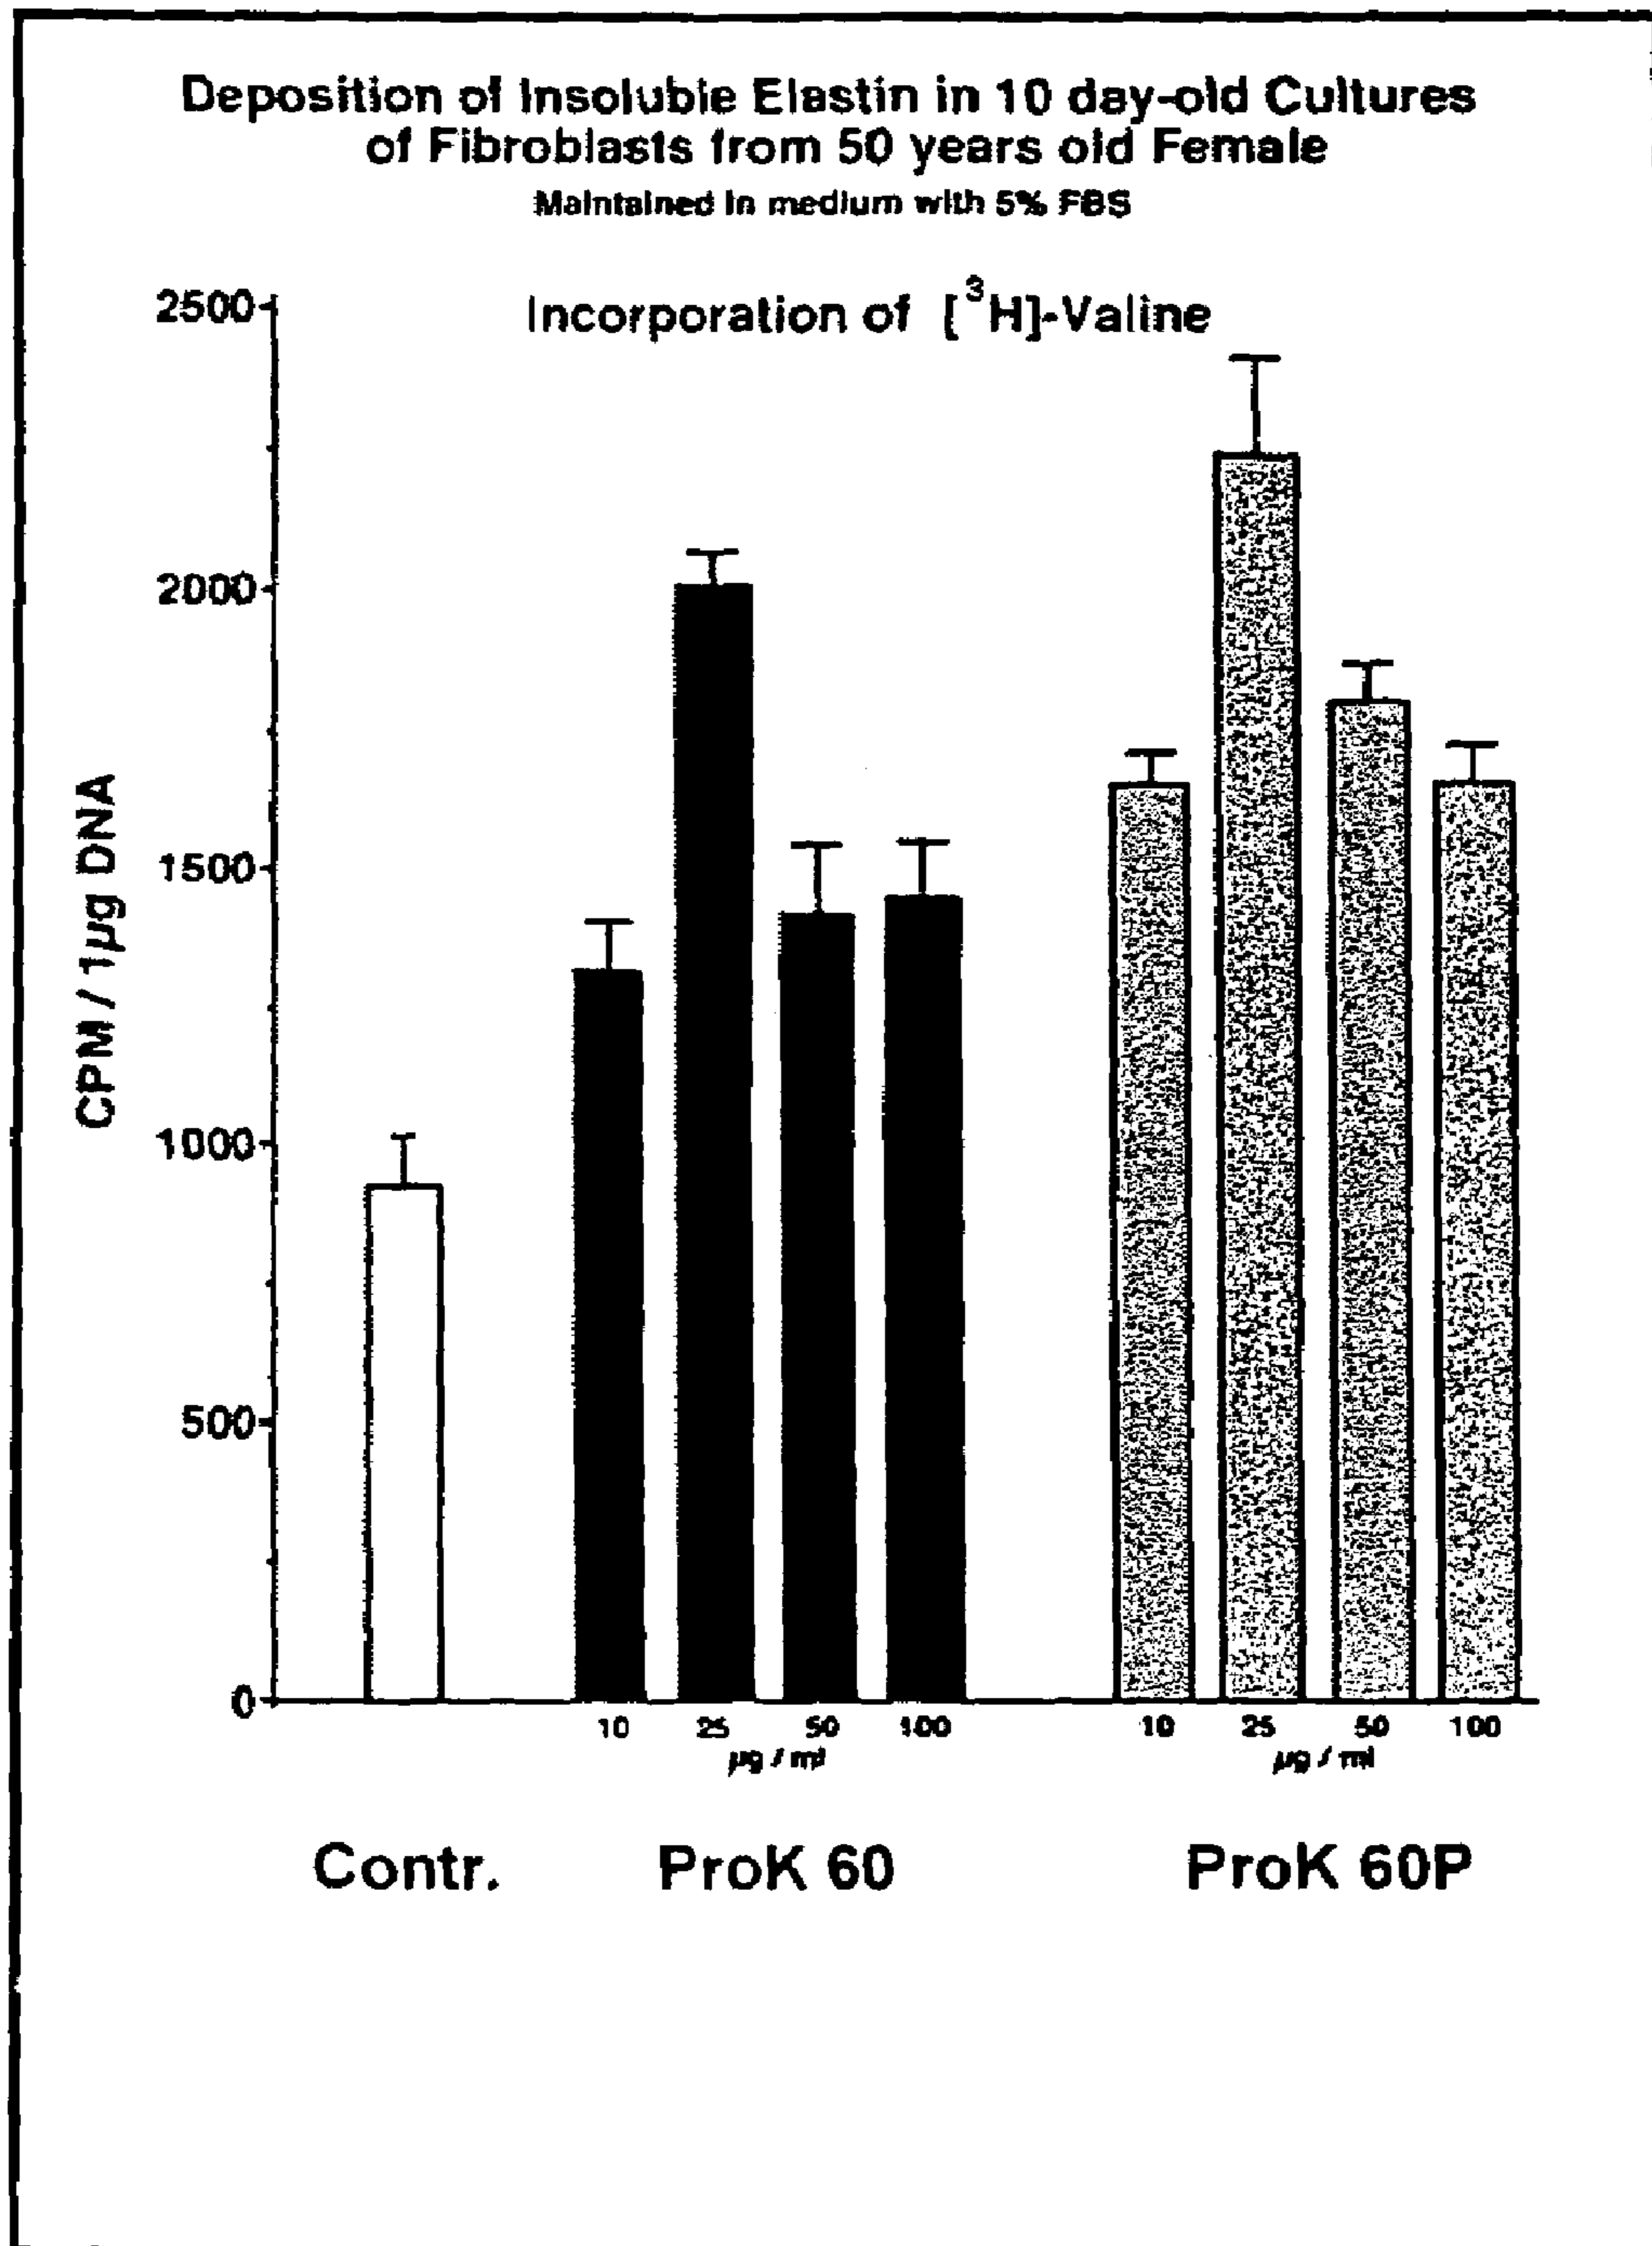 Deposition of Insoluble Elastin in 10 day-old Cultures
of Fibroblasts from 50 years old Female
Maintained in medium with 5% FBS
Incorporation of [³H]-Valine
CPM / 1µg DNA
2500
2000
1500
1000
500
0
10 25 50 100 10 25 50 100
µg / ml µg / ml
Contr. ProK 60 ProK 60P